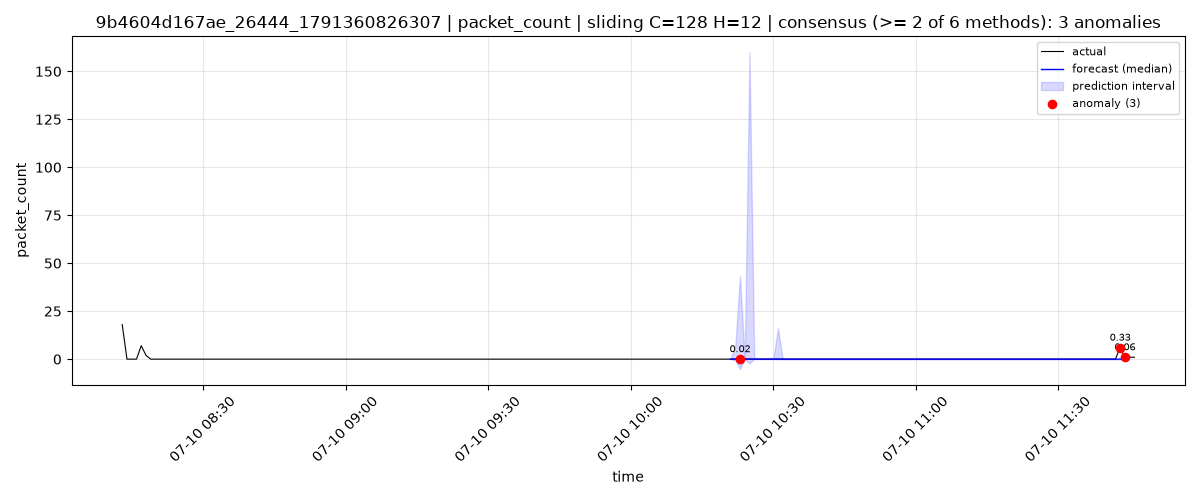 9b4604d167ae_26444_1791360826307 | packet_count | sliding C=128 H=12 | consensus (>= 2 of 6 methods): 3 anomalies
actual
forecast (median)
prediction interval
anomaly (3)
packet_count
150
125
100
75
50
25
0
0.02
0.33
0.06
07-10 08:30
07-10 09:00
07-10 09:30
07-10 10:00
07-10 10:30
07-10 11:00
07-10 11:30
time